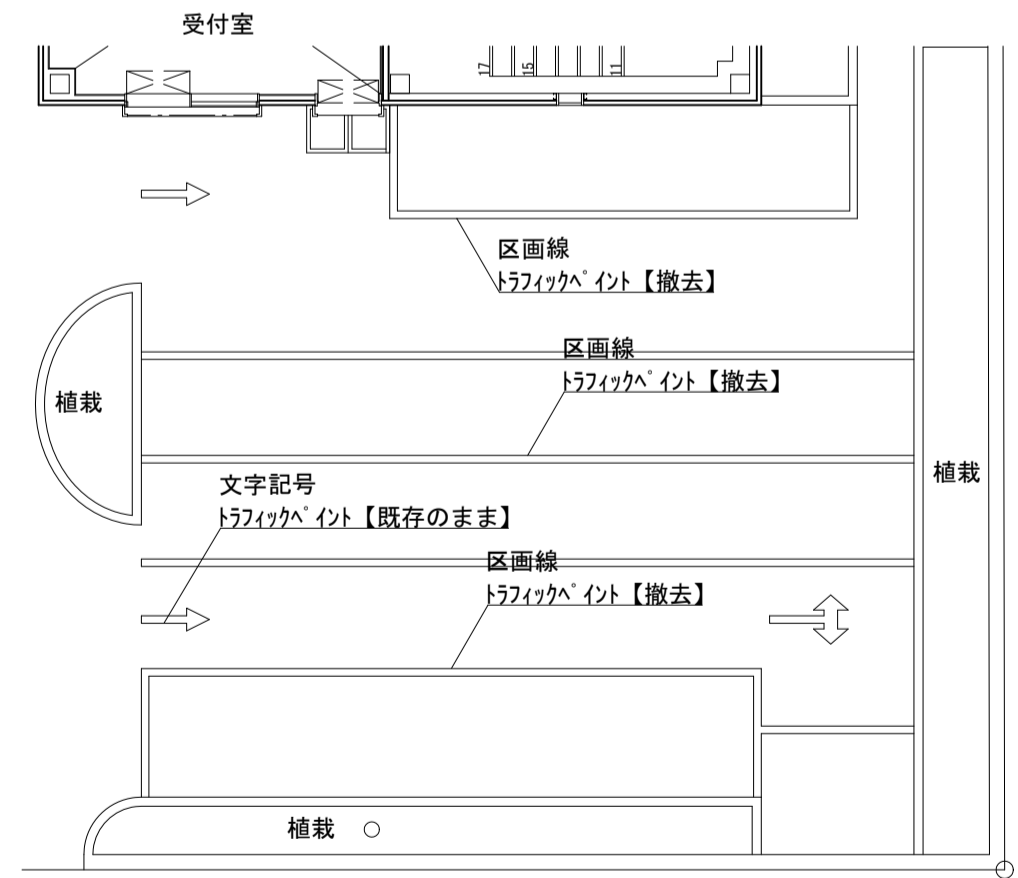 受付室
17
15
11
区画線
ﾄﾗﾌｨｯｸﾍﾟｲﾝﾄ【撤去】
区画線
ﾄﾗﾌｨｯｸﾍﾟｲﾝﾄ【撤去】
植栽
植栽
文字記号
ﾄﾗﾌｨｯｸﾍﾟｲﾝﾄ【既存のまま】
区画線
ﾄﾗﾌｨｯｸﾍﾟｲﾝﾄ【撤去】
植栽